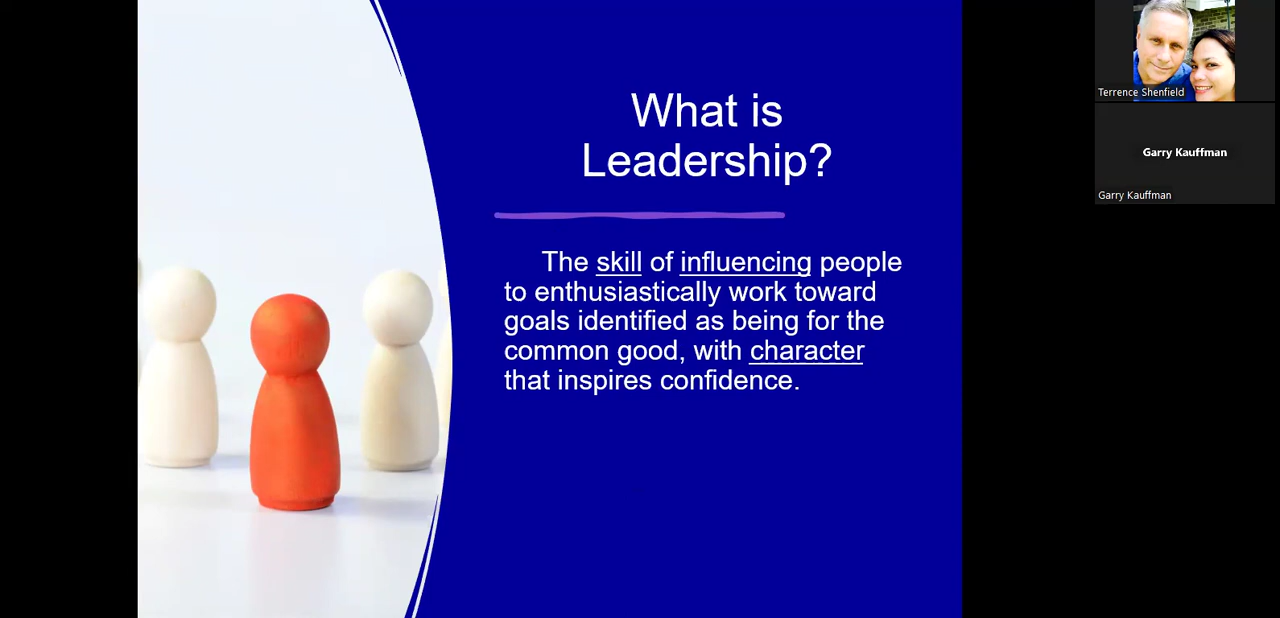 What is
Leadership?
The skill of influencing people
to enthusiastically work toward
goals identified as being for the
common good, with character
that inspires confidence.
Terrence Shenfield
Garry Kauffman
Garry Kauffman